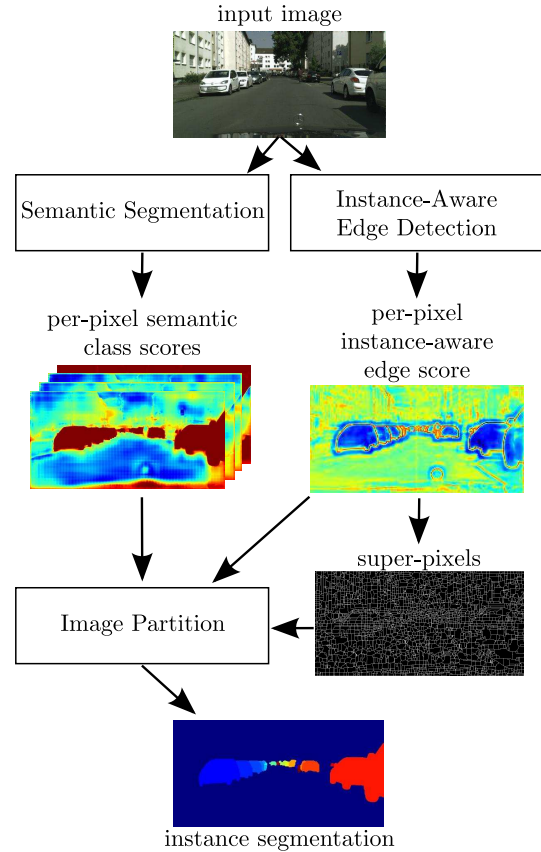 input image
Semantic Segmentation
Instance-Aware
Edge Detection
per-pixel semantic
class scores
per-pixel
instance-aware
edge score
super-pixels
Image Partition
instance segmentation